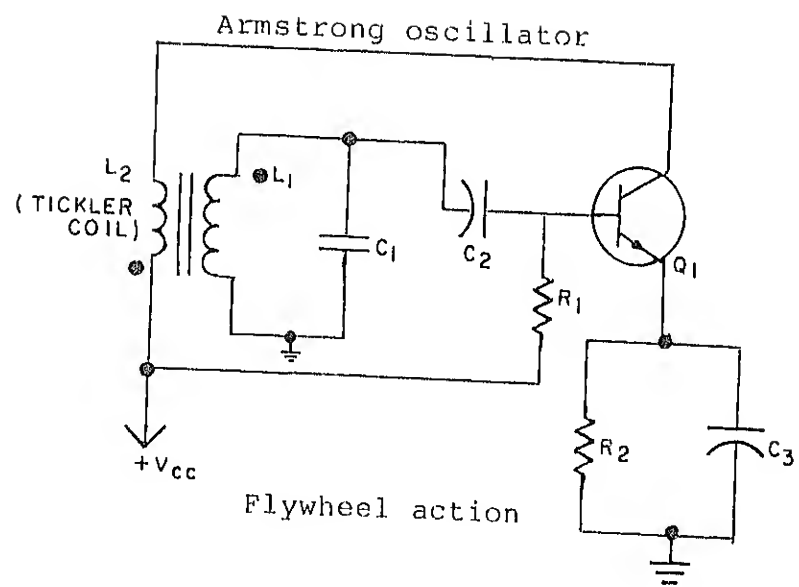 Armstrong oscillator
L2
(TICKLER
COIL)
L1
C1
C2
R1
Q1
R2
C3
+Vcc
Flywheel action